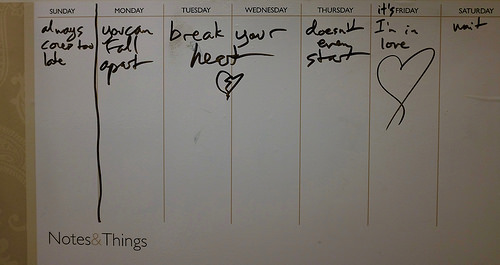 SUNDAY MONDAY TUESDAY WEDNESDAY THURSDAY it's FRIDAY SATURDAY
always
comes too
late
you can
fall
apart
break your
heart
doesn't
even
start
I'm in
love
wait
Notes&Things